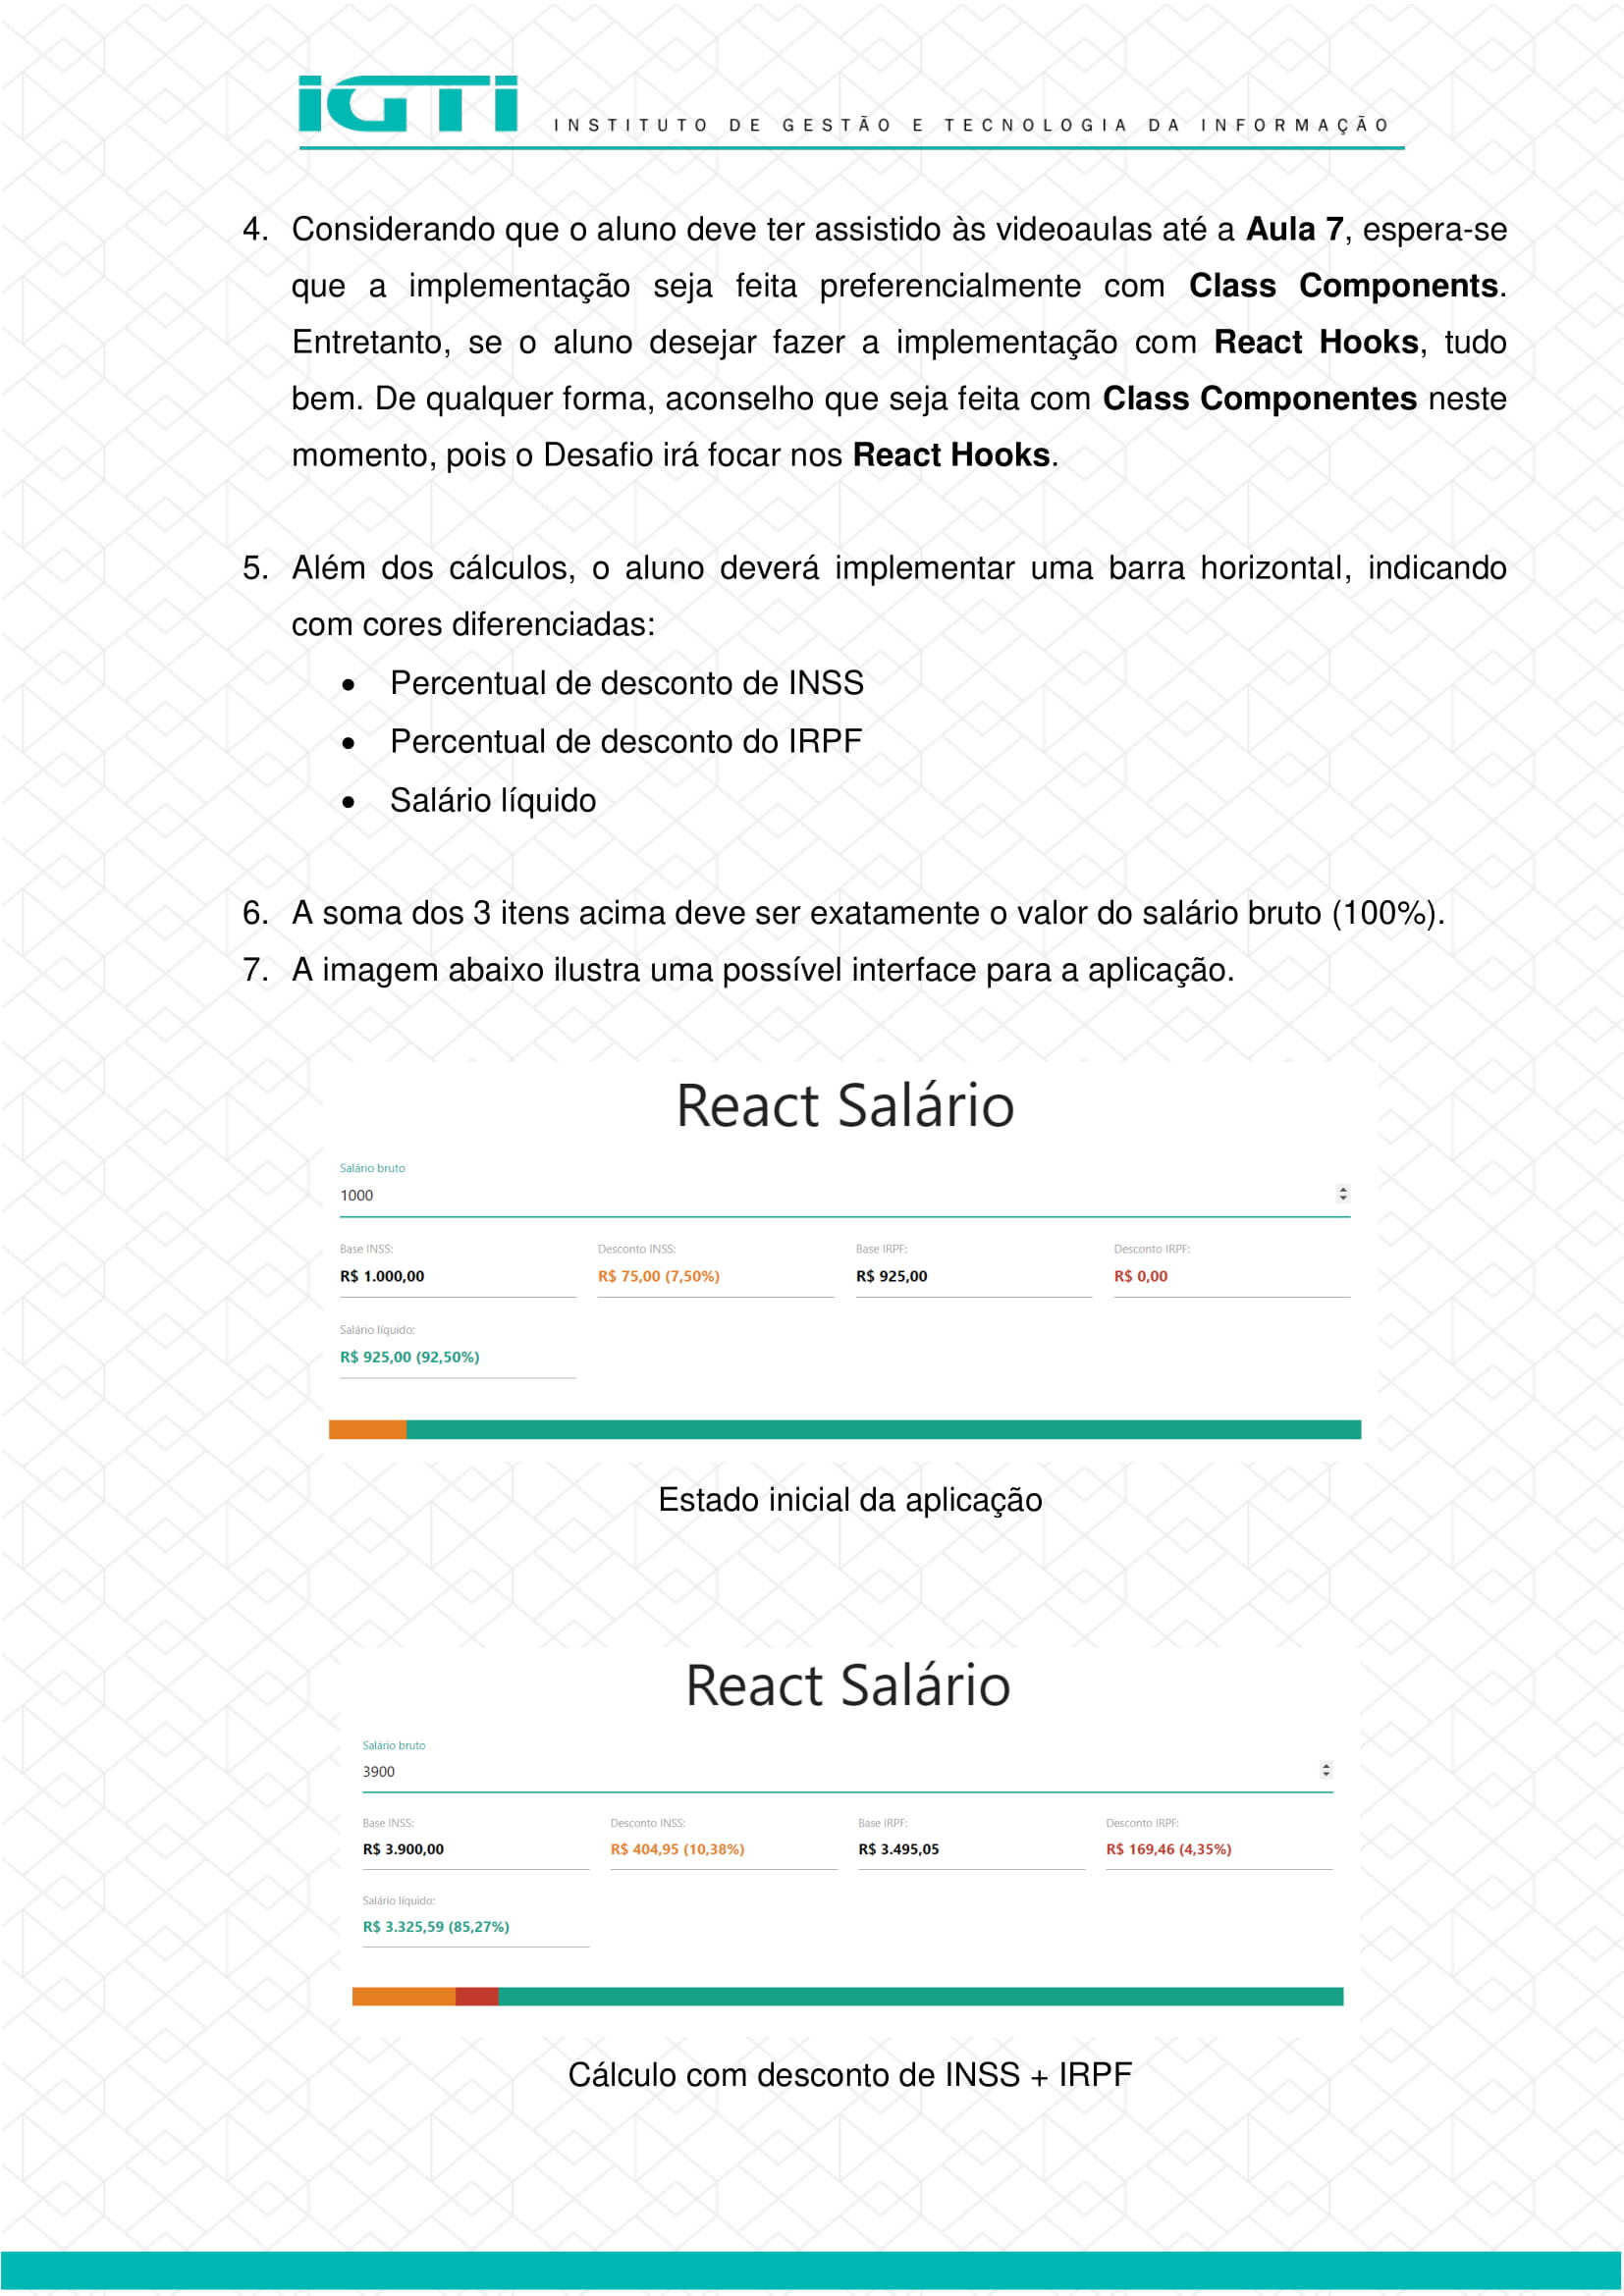 iGTi INSTITUTO DE GESTÃO E TECNOLOGIA DA INFORMAÇÃO
4. Considerando que o aluno deve ter assistido às videoaulas até a Aula 7, espera-se
que a implementação seja feita preferencialmente com Class Components.
Entretanto, se o aluno desejar fazer a implementação com React Hooks, tudo
bem. De qualquer forma, aconselho que seja feita com Class Componentes neste
momento, pois o Desafio irá focar nos React Hooks.
5. Além dos cálculos, o aluno deverá implementar uma barra horizontal, indicando
com cores diferenciadas:
• Percentual de desconto de INSS
• Percentual de desconto do IRPF
• Salário líquido
6. A soma dos 3 itens acima deve ser exatamente o valor do salário bruto (100%).
7. A imagem abaixo ilustra uma possível interface para a aplicação.
React Salário
Salário bruto
1000
Base INSS: Desconto INSS: Base IRPF: Desconto IRPF:
R$ 1.000,00 R$ 75,00 (7,50%) R$ 925,00 R$ 0,00
Salário líquido:
R$ 925,00 (92,50%)
Estado inicial da aplicação
React Salário
Salário bruto
3900
Base INSS: Desconto INSS: Base IRPF: Desconto IRPF:
R$ 3.900,00 R$ 404,95 (10,38%) R$ 3.495,05 R$ 169,46 (4,35%)
Salário líquido:
R$ 3.325,59 (85,27%)
Cálculo com desconto de INSS + IRPF